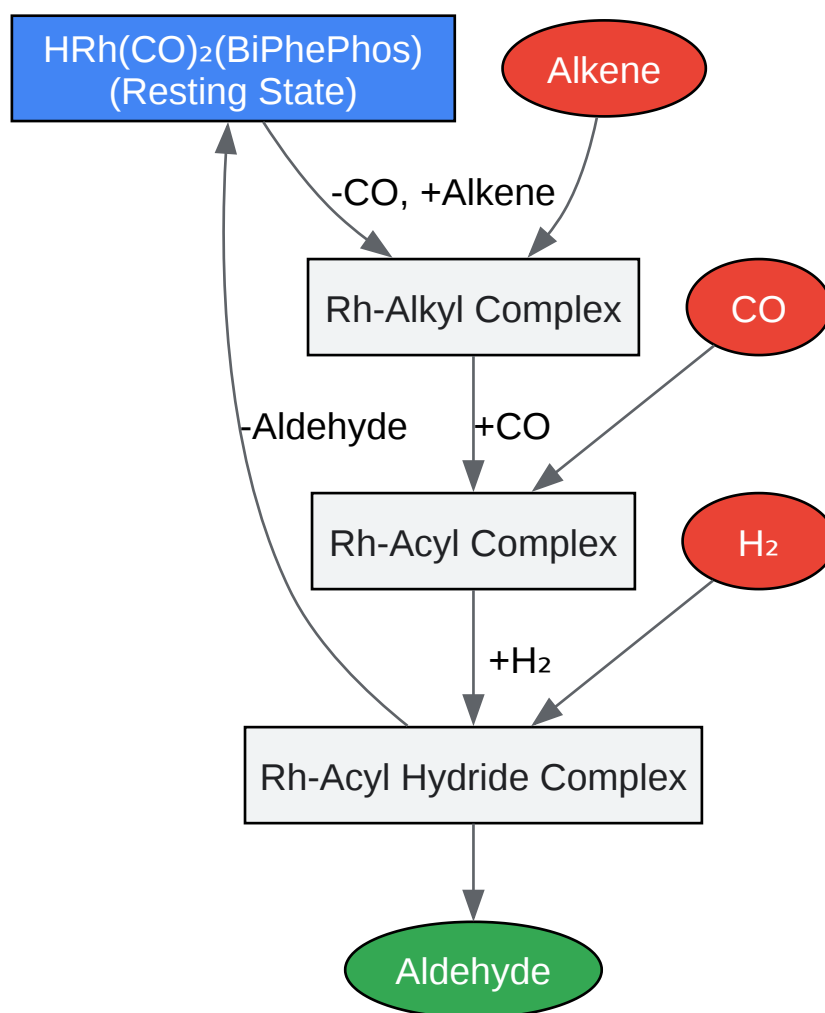 HRh(CO)₂(BiPhePhos)
(Resting State)
Alkene
-CO, +Alkene
Rh-Alkyl Complex
CO
-Aldehyde
+CO
Rh-Acyl Complex
H₂
+H₂
Rh-Acyl Hydride Complex
Aldehyde